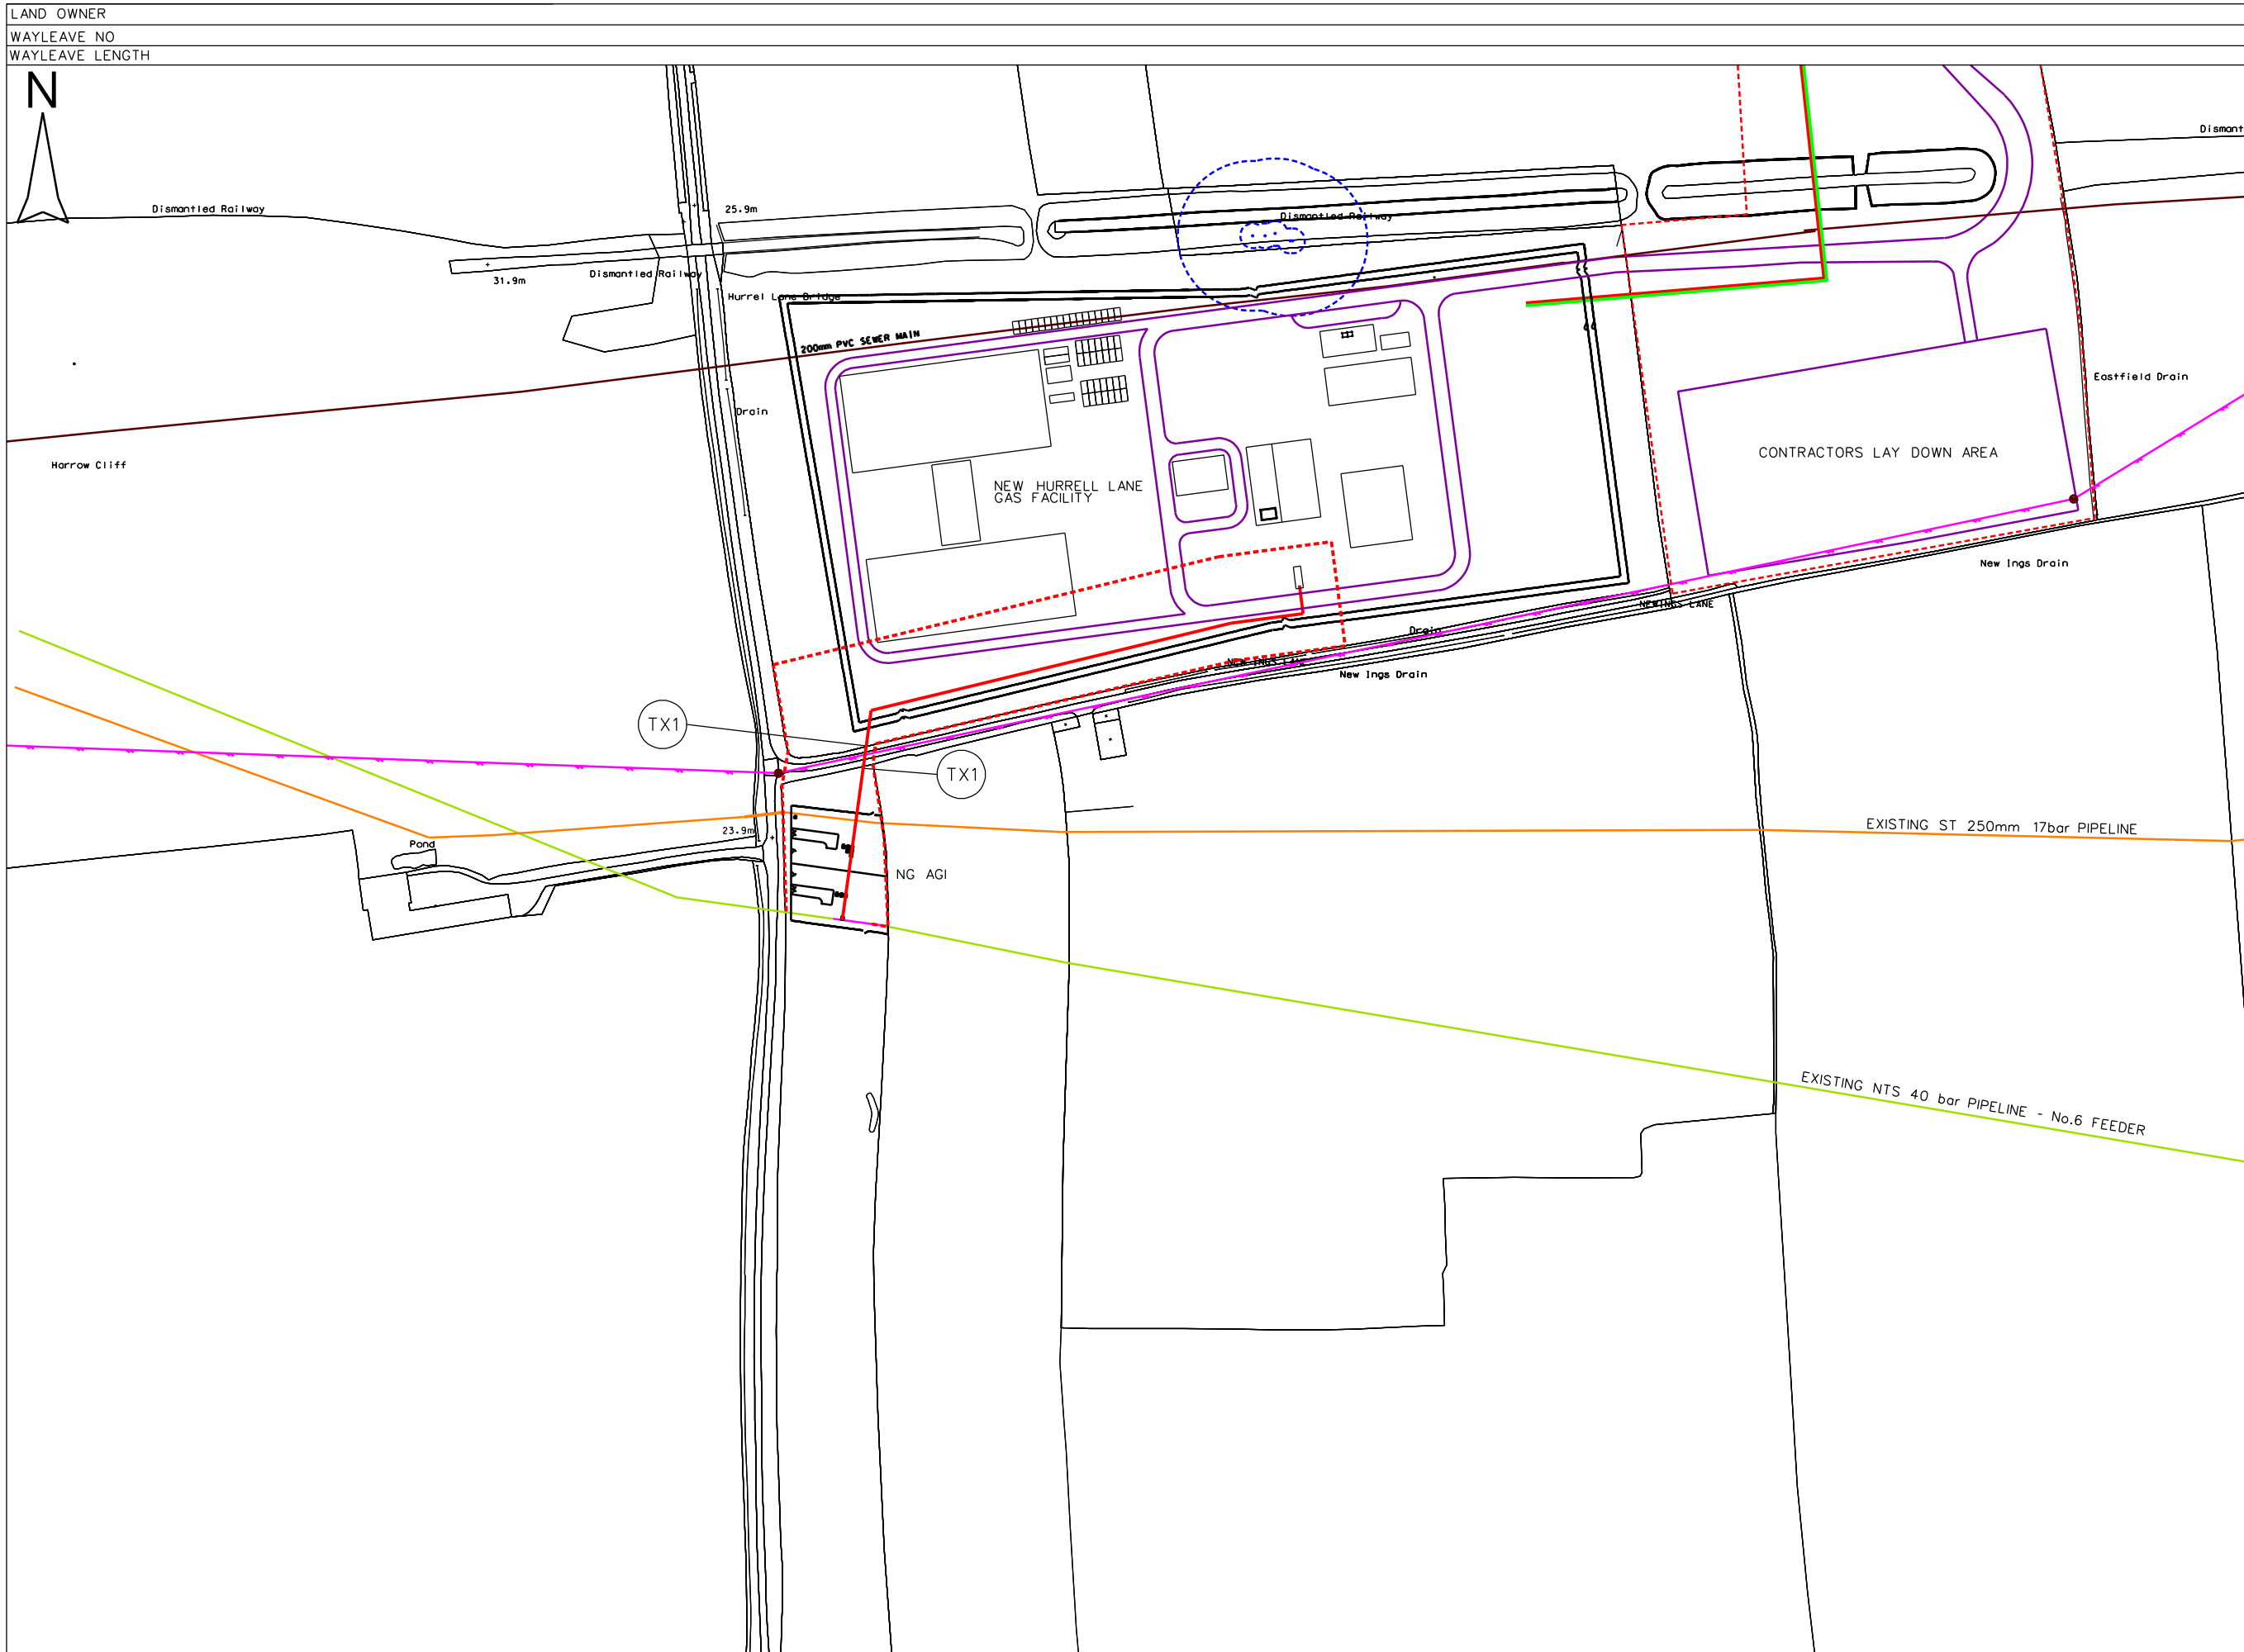 LAND OWNER
WAYLEAVE NO
WAYLEAVE LENGTH
N
Dismant
Dismantled Railway
25.9m
Dismantled Railway
31.9m
Dismantled Railway
Hurrel Lane Bridge
200mm PVC SEWER MAIN
Eastfield Drain
Drain
CONTRACTORS LAY DOWN AREA
Harrow Cliff
NEW HURRELL LANE
GAS FACILITY
New Ings Drain
NEWINGS LANE
Drain
NEW INGS LANE
New Ings Drain
TX1
TX1
23.9m
EXISTING ST 250mm 17bar PIPELINE
Pond
NG AGI
EXISTING NTS 40 bar PIPELINE - No.6 FEEDER